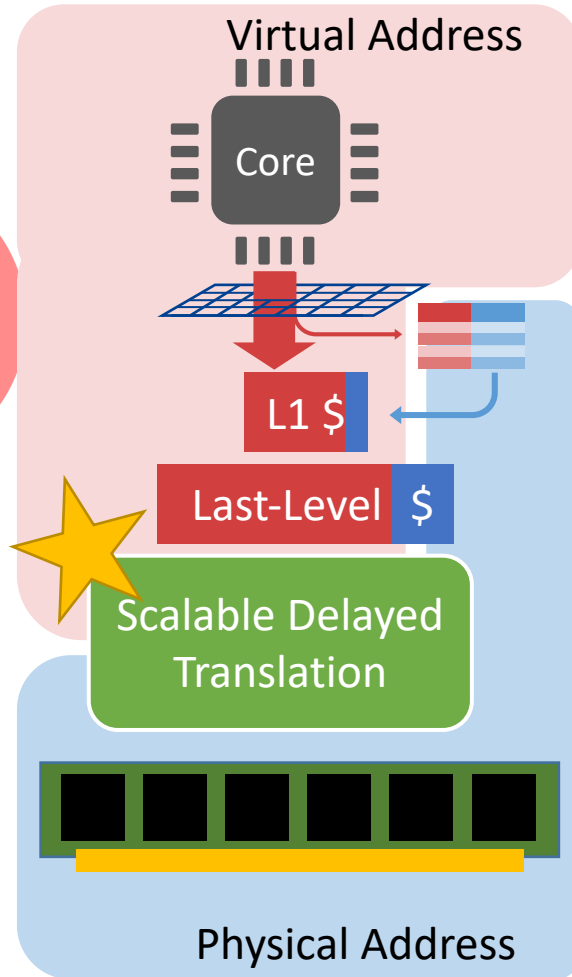 Virtual Address
Core
L1 $
Last-Level $
Scalable Delayed
Translation
Physical Address